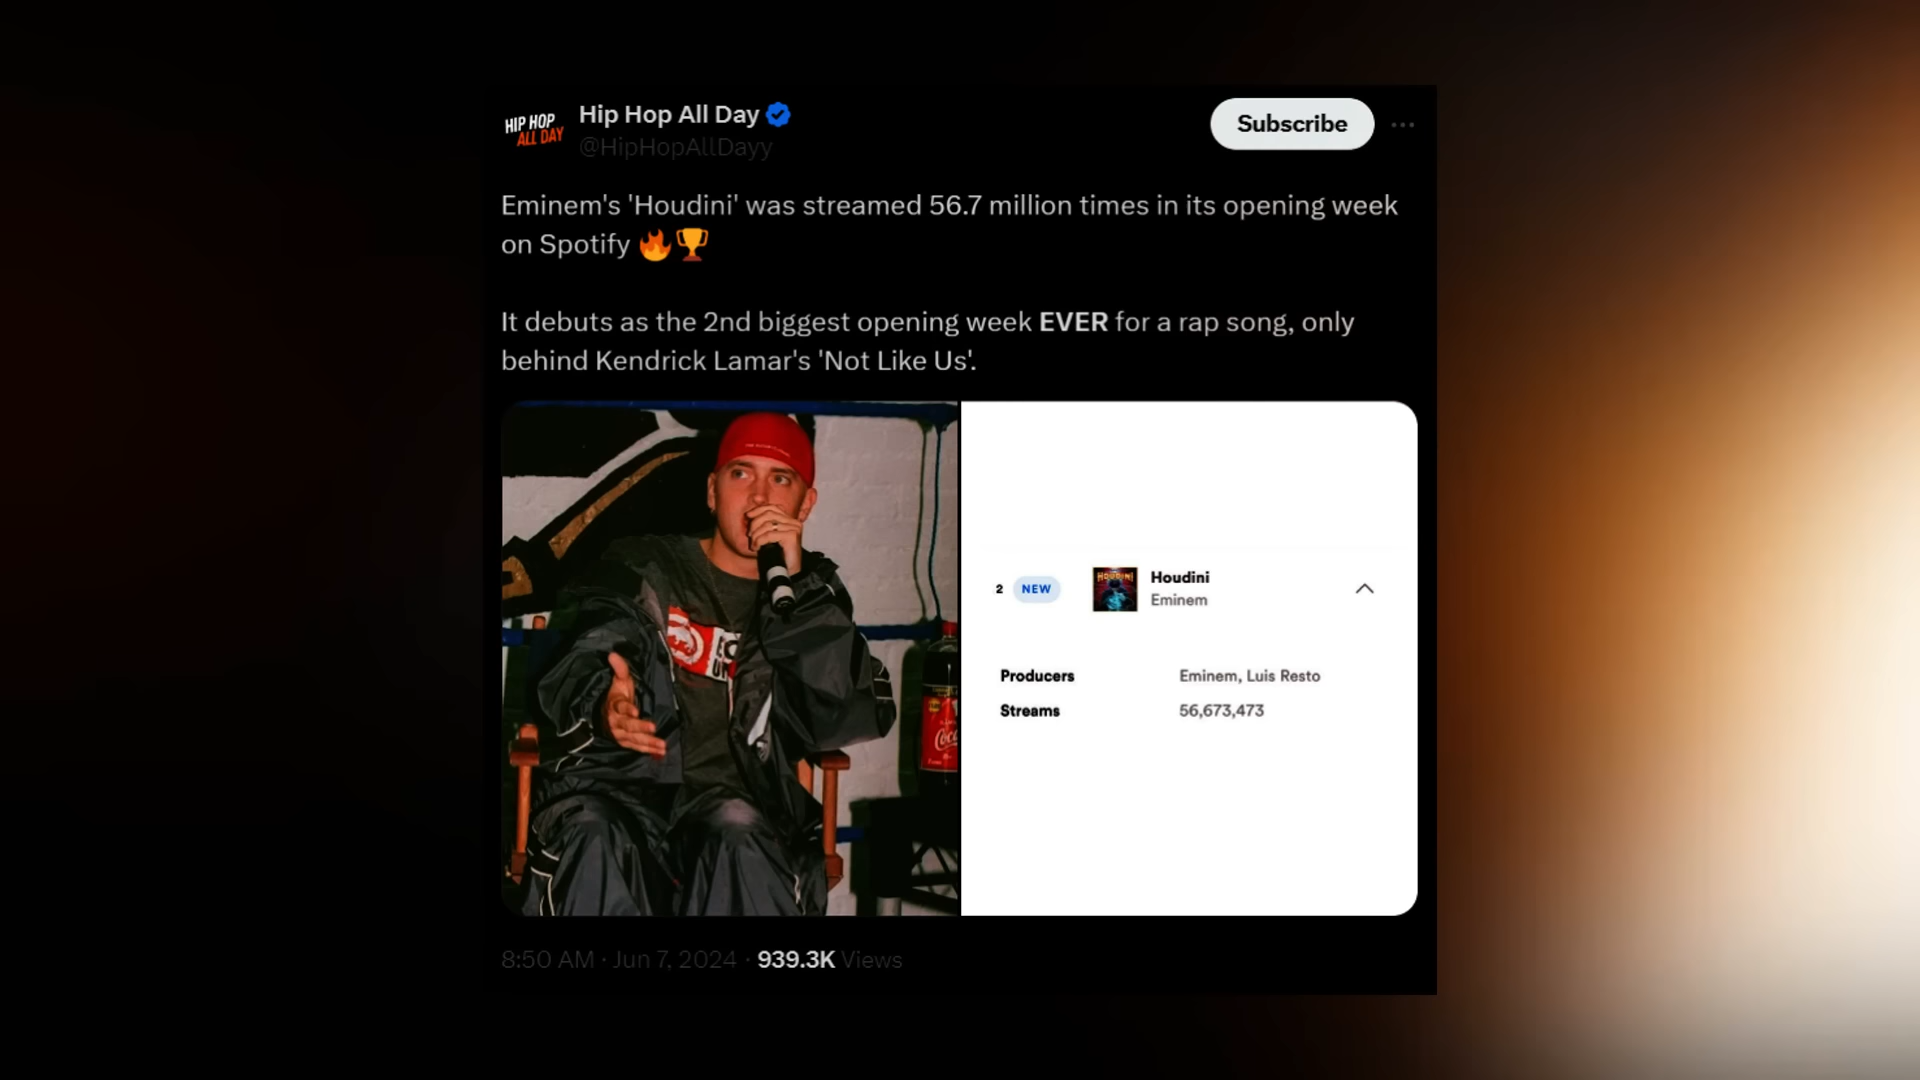 HIP HOP
ALL DAY
Hip Hop All Day
@HipHopAllDayy
Subscribe
Eminem's 'Houdini' was streamed 56.7 million times in its opening week
on Spotify 🔥🏆
It debuts as the 2nd biggest opening week EVER for a rap song, only
behind Kendrick Lamar's 'Not Like Us'.
2 NEW
HOUDINI
Houdini
Eminem
Producers Eminem, Luis Resto
Streams 56,673,473
8:50 AM · Jun 7, 2024 · 939.3K Views